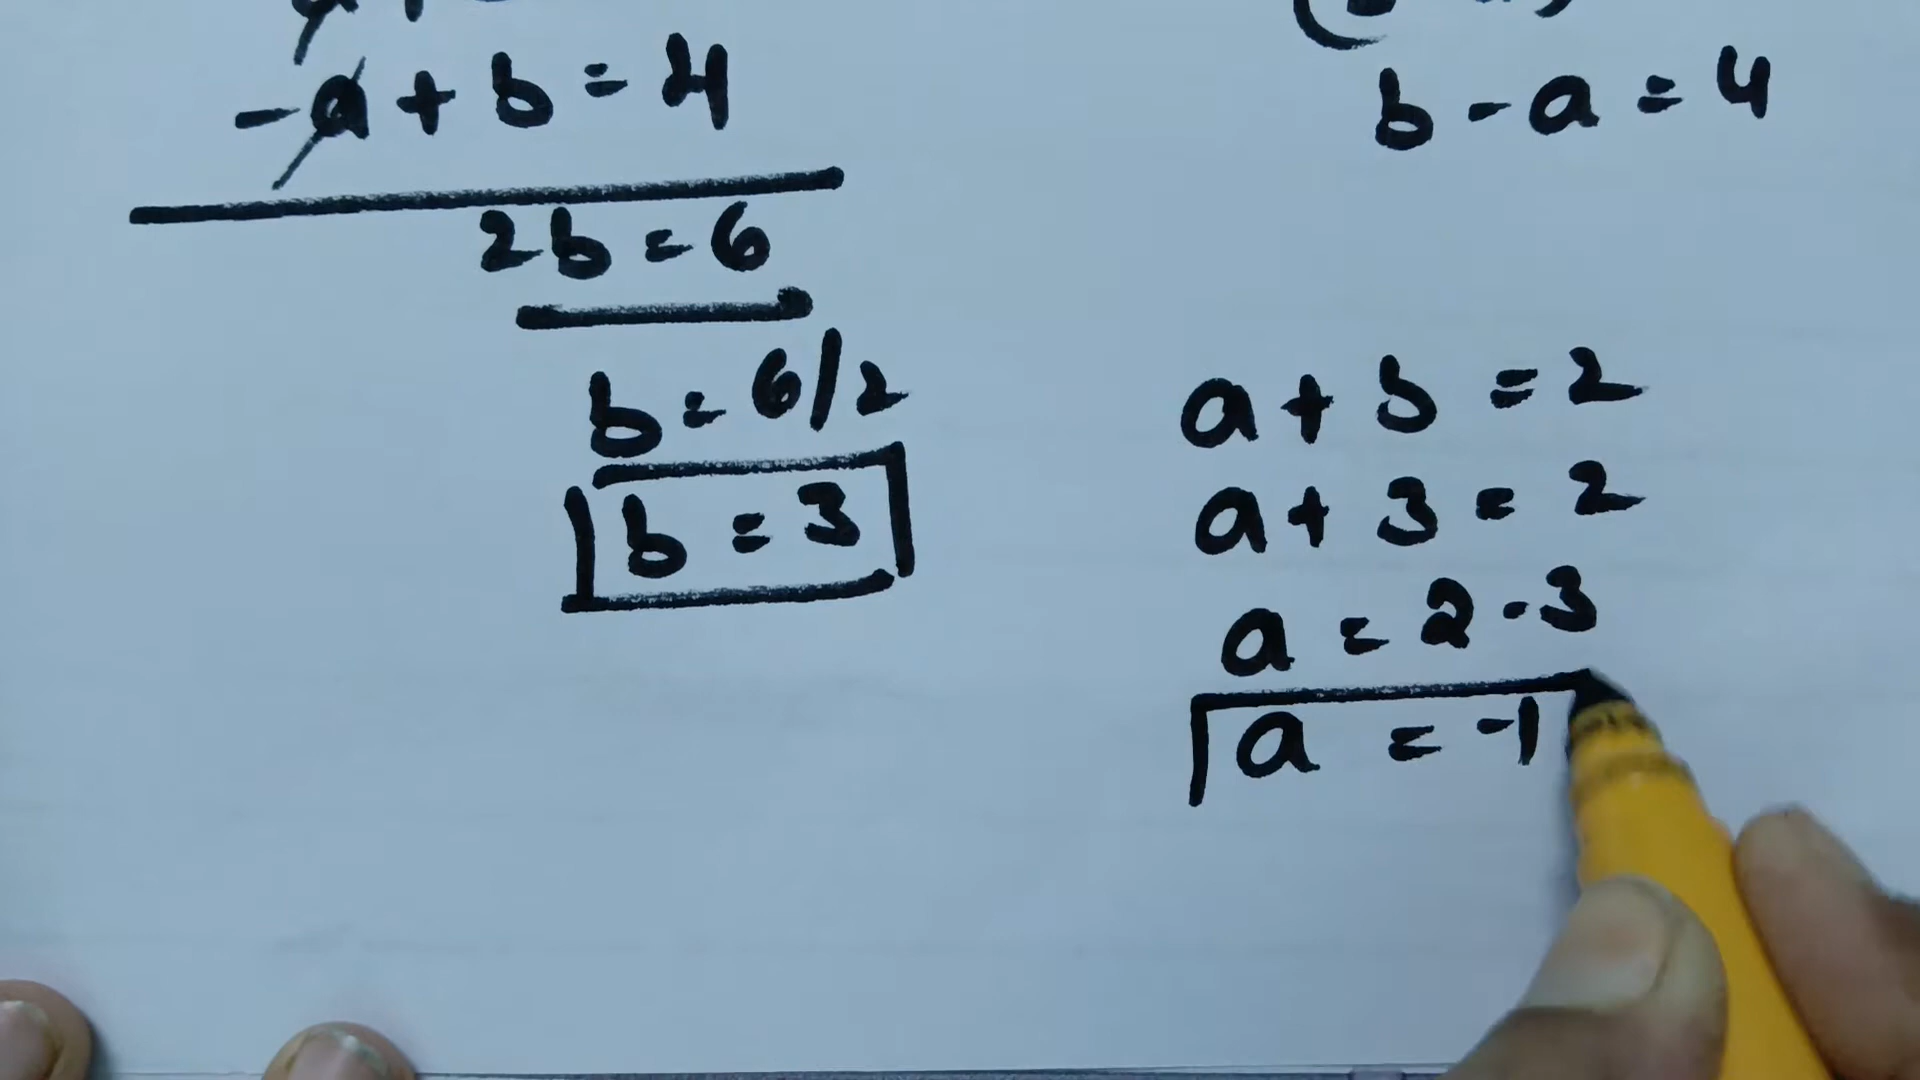 -a + b = 4
2b = 6
b = 6/2
b = 3
b - a = 4
a + b = 2
a + 3 = 2
a = 2 - 3
a = -1